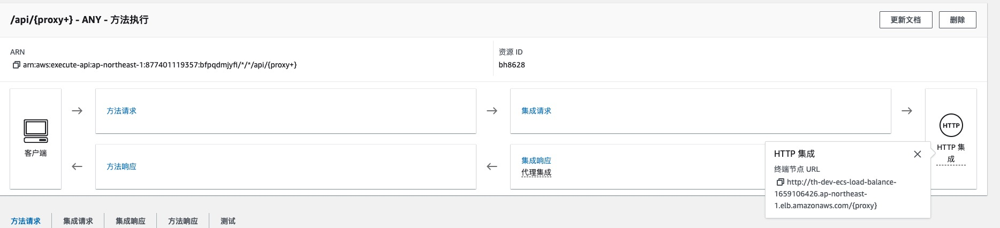 /api/{proxy+} - ANY - 方法执行
更新文档
删除
ARN
arn:aws:execute-api:ap-northeast-1:877401119357:bfpqdmjyfi/*/*/api/{proxy+}
资源 ID
bh8628
客户端
方法请求
集成请求
HTTP
HTTP 集
成
方法响应
集成响应
代理集成
HTTP 集成
终端节点 URL
http://th-dev-ecs-load-balance-
1659106426.ap-northeast-
1.elb.amazonaws.com/{proxy}
方法请求
集成请求
集成响应
方法响应
测试